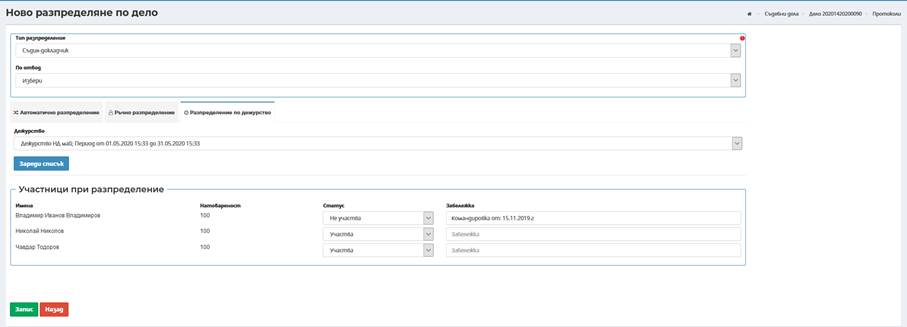 Ново разпределяне по дело
Съдебни дела
Дело 20201420200090
Протоколи
Тип разпределение
Съдия-докладчик
По отвод
Избери
Автоматично разпределение
Ръчно разпределение
Разпределение по дежурство
Дежурство
Дежурство НД май; Период от 01.05.2020 15:33 до 31.05.2020 15:33
Зареди списък
Участници при разпределение
Имена Натовареност Статус Забележка
Владимир Иванов Владимиров 100 Не участва Командировка от: 15.11.2019.г
Николай Николов 100 Участва Забележка
Чавдар Тодоров 100 Участва Забележка
Запис Назад